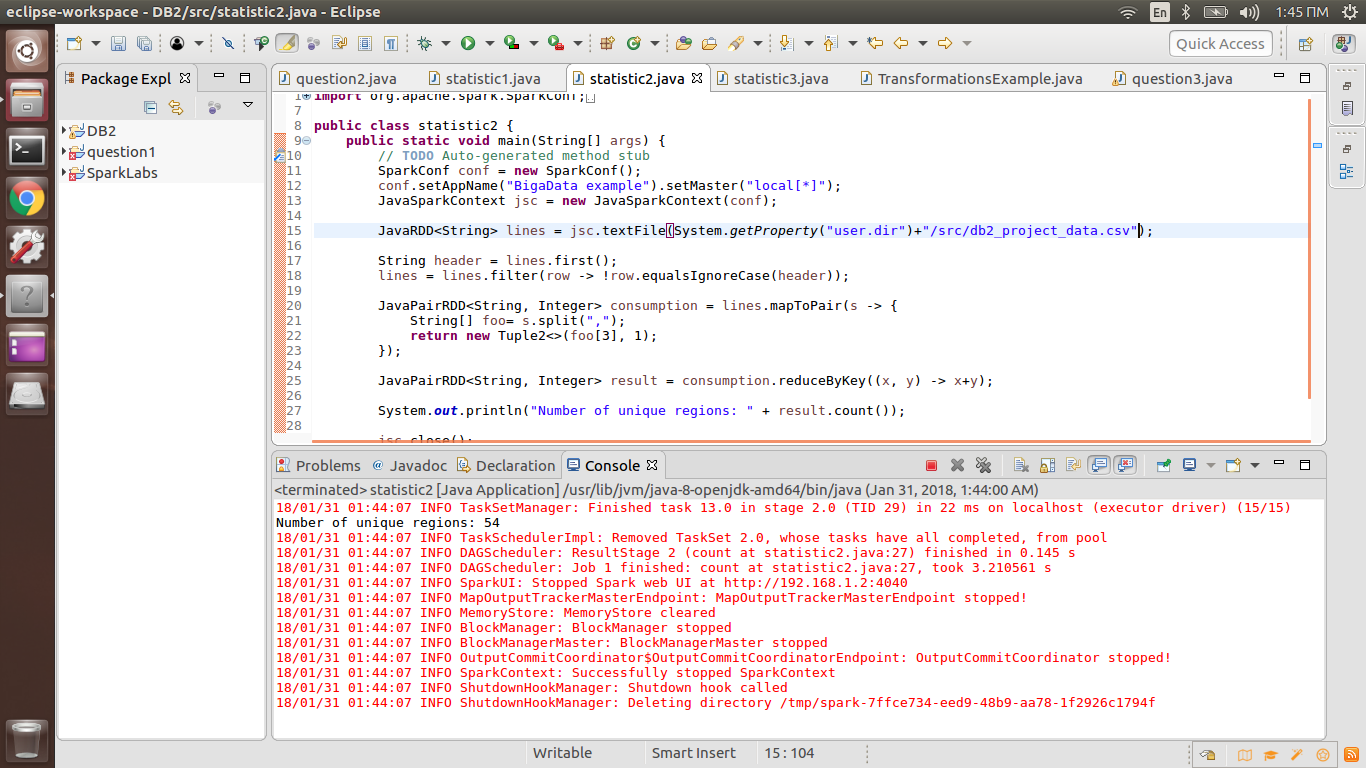 eclipse-workspace - DB2/src/statistic2.java - Eclipse
En
1:45 ΠΜ
Quick Access
Package Expl
DB2
question1
SparkLabs
question2.java
statistic1.java
statistic2.java
statistic3.java
TransformationsExample.java
question3.java
1 import org.apache.spark.SparkConf;
7
8 public class statistic2 {
9 public static void main(String[] args) {
10 // TODO Auto-generated method stub
11 SparkConf conf = new SparkConf();
12 conf.setAppName("BigaData example").setMaster("local[*]");
13 JavaSparkContext jsc = new JavaSparkContext(conf);
14
15 JavaRDD<String> lines = jsc.textFile(System.getProperty("user.dir")+"/src/db2_project_data.csv");
16
17 String header = lines.first();
18 lines = lines.filter(row -> !row.equalsIgnoreCase(header));
19
20 JavaPairRDD<String, Integer> consumption = lines.mapToPair(s -> {
21 String[] foo= s.split(",");
22 return new Tuple2<>(foo[3], 1);
23 });
24
25 JavaPairRDD<String, Integer> result = consumption.reduceByKey((x, y) -> x+y);
26
27 System.out.println("Number of unique regions: " + result.count());
28
jsc.close();
Problems
@ Javadoc
Declaration
Console
<terminated> statistic2 [Java Application] /usr/lib/jvm/java-8-openjdk-amd64/bin/java (Jan 31, 2018, 1:44:00 AM)
18/01/31 01:44:07 INFO TaskSetManager: Finished task 13.0 in stage 2.0 (TID 29) in 22 ms on localhost (executor driver) (15/15)
Number of unique regions: 54
18/01/31 01:44:07 INFO TaskSchedulerImpl: Removed TaskSet 2.0, whose tasks have all completed, from pool
18/01/31 01:44:07 INFO DAGScheduler: ResultStage 2 (count at statistic2.java:27) finished in 0.145 s
18/01/31 01:44:07 INFO DAGScheduler: Job 1 finished: count at statistic2.java:27, took 3.210561 s
18/01/31 01:44:07 INFO SparkUI: Stopped Spark web UI at http://192.168.1.2:4040
18/01/31 01:44:07 INFO MapOutputTrackerMasterEndpoint: MapOutputTrackerMasterEndpoint stopped!
18/01/31 01:44:07 INFO MemoryStore: MemoryStore cleared
18/01/31 01:44:07 INFO BlockManager: BlockManager stopped
18/01/31 01:44:07 INFO BlockManagerMaster: BlockManagerMaster stopped
18/01/31 01:44:07 INFO OutputCommitCoordinator$OutputCommitCoordinatorEndpoint: OutputCommitCoordinator stopped!
18/01/31 01:44:07 INFO SparkContext: Successfully stopped SparkContext
18/01/31 01:44:07 INFO ShutdownHookManager: Shutdown hook called
18/01/31 01:44:07 INFO ShutdownHookManager: Deleting directory /tmp/spark-7ffce734-eed9-48b9-aa78-1f2926c1794f
Writable
Smart Insert
15 : 104